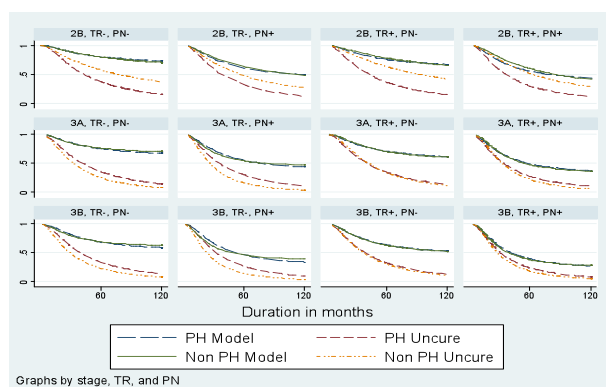 2B, TR-, PN- 2B, TR-, PN+ 2B, TR+, PN- 2B, TR+, PN+
1
.5
0
3A, TR-, PN- 3A, TR-, PN+ 3A, TR+, PN- 3A, TR+, PN+
1
.5
0
3B, TR-, PN- 3B, TR-, PN+ 3B, TR+, PN- 3B, TR+, PN+
1
.5
0
60 120 60 120 60 120 60 120
Duration in months
PH Model PH Uncure
Non PH Model Non PH Uncure
Graphs by stage, TR, and PN